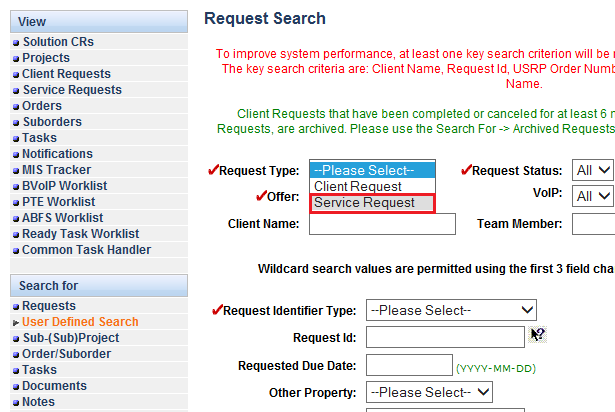 View
Solution CRs
Projects
Client Requests
Service Requests
Orders
Suborders
Tasks
Notifications
MIS Tracker
BVoIP Worklist
PTE Worklist
ABFS Worklist
Ready Task Worklist
Common Task Handler
Search for
Requests
User Defined Search
Sub-(Sub)Project
Order/Suborder
Tasks
Documents
Notes
Request Search
To improve system performance, at least one key search criterion will be
The key search criteria are: Client Name, Request Id, USRP Order Numb
Name.
Client Requests that have been completed or canceled for at least 6
Requests, are archived. Please use the Search For -> Archived Requests
Request Type: --Please Select-- Request Status: All
Client Request
Offer: Service Request VoIP: All
Client Name: Team Member:
Wildcard search values are permitted using the first 3 field cha
Request Identifier Type: --Please Select--
Request Id: ?
Requested Due Date: (YYYY-MM-DD)
Other Property: --Please Select--